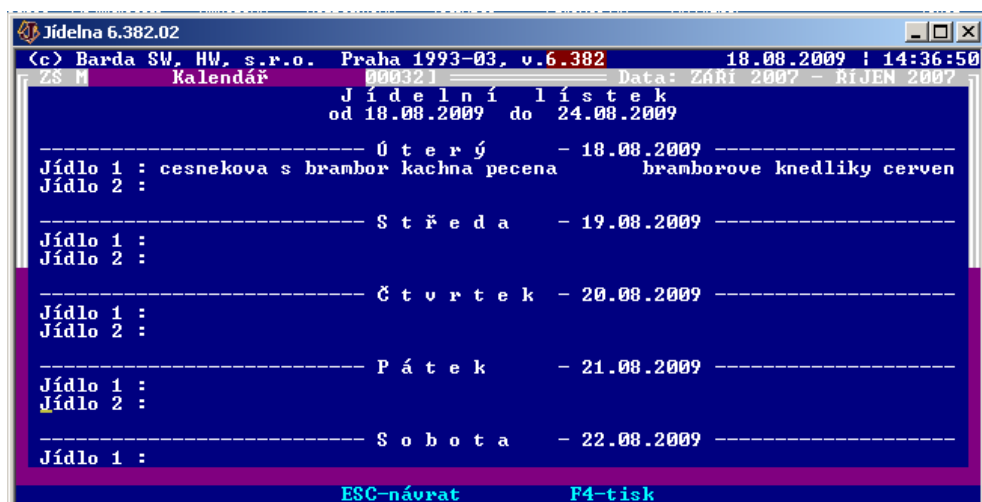 Jídelna 6.382.02
(c) Barda SW, HW, s.r.o. Praha 1993-03, v.6.382 18.08.2009 ¦ 14:36:50
ZŠ M Kalendář 00032] Data: ZÁŘÍ 2007 - ŘÍJEN 2007
J í d e l n í l í s t e k
od 18.08.2009 do 24.08.2009
--------------------------- Ú t e r ý - 18.08.2009 --------------------
Jídlo 1 : cesnekova s brambor kachna pecena bramborove knedliky cerven
Jídlo 2 :
--------------------------- S t ř e d a - 19.08.2009 --------------------
Jídlo 1 :
Jídlo 2 :
--------------------------- Č t v r t e k - 20.08.2009 --------------------
Jídlo 1 :
Jídlo 2 :
--------------------------- P á t e k - 21.08.2009 --------------------
Jídlo 1 :
Jídlo 2 :
--------------------------- S o b o t a - 22.08.2009 --------------------
Jídlo 1 :
ESC-návrat F4-tisk